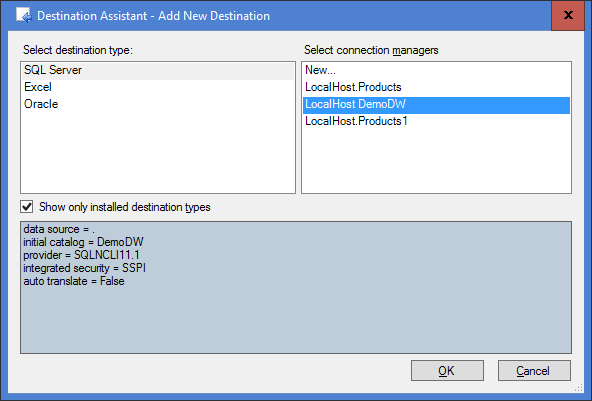 Destination Assistant - Add New Destination
x
Select destination type:
Select connection managers
SQL Server
Excel
Oracle
New...
LocalHost.Products
LocalHost DemoDW
LocalHost.Products1
Show only installed destination types
data source = .
initial catalog = DemoDW
provider = SQLNCLI11.1
integrated security = SSPI
auto translate = False
OK
Cancel